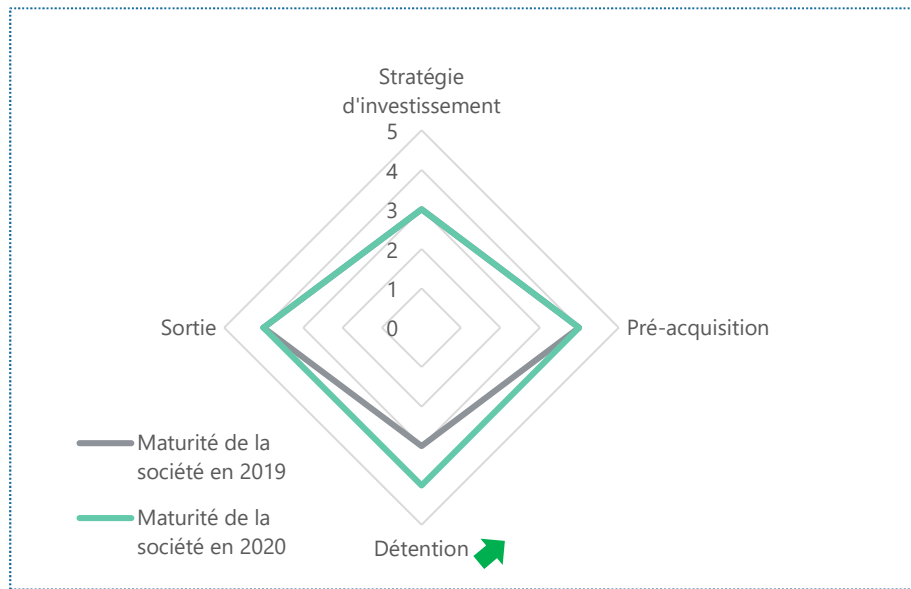 Stratégie
d'investissement
5
4
3
2
1
0
Sortie
Pré-acquisition
Maturité de la
société en 2019
Maturité de la
société en 2020
Détention